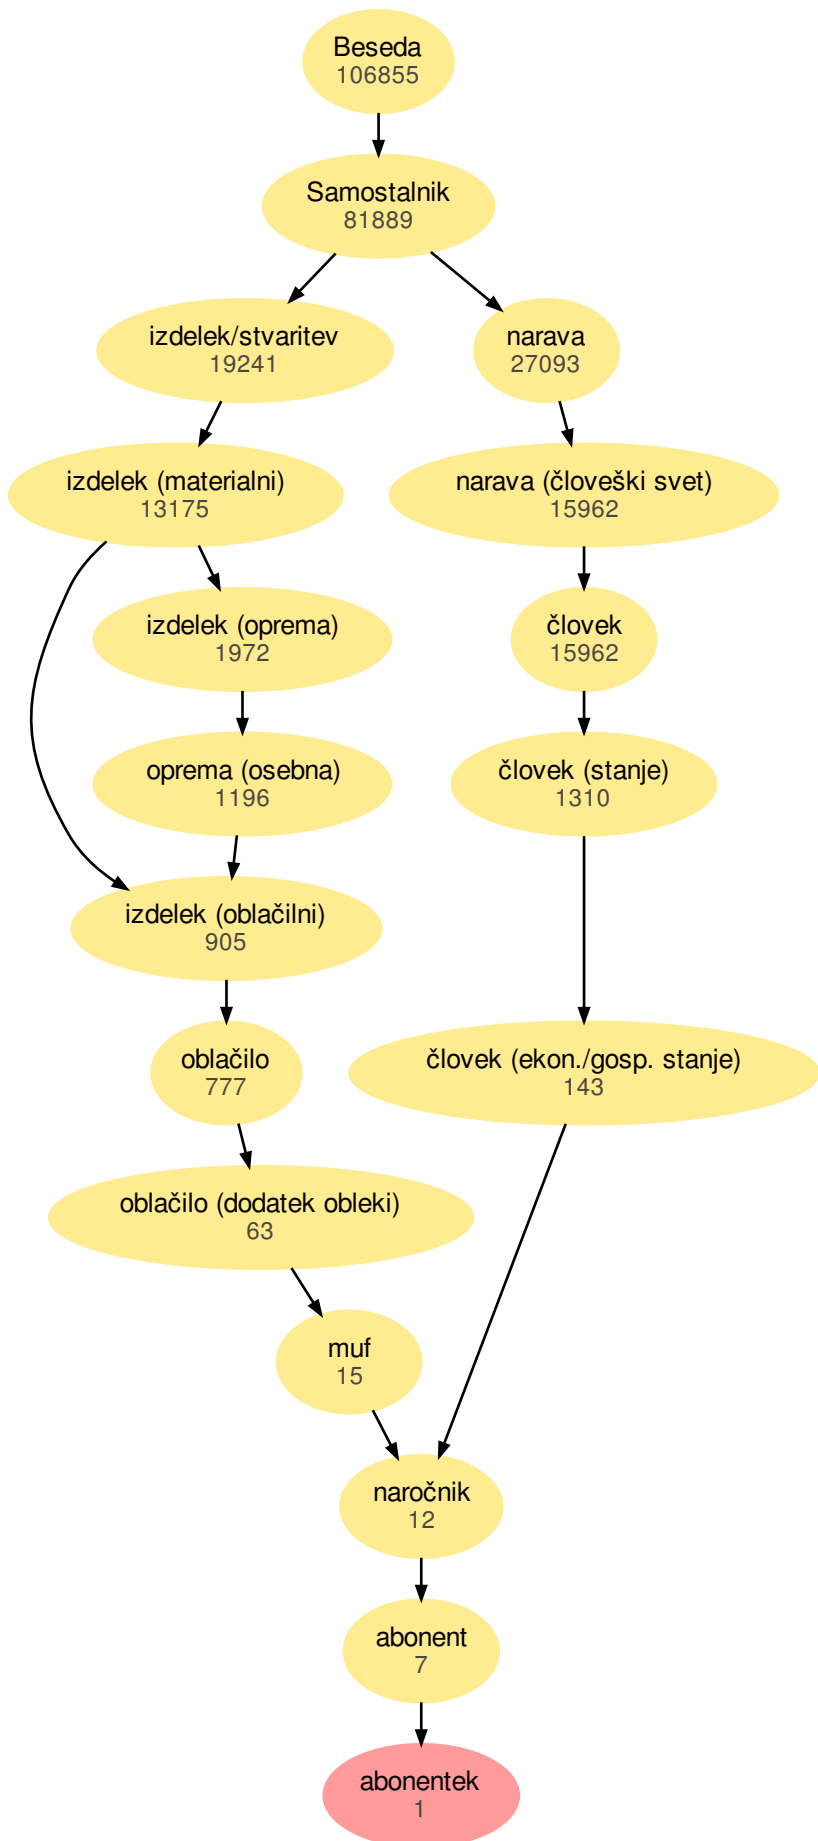 Beseda
106855
Samostalnik
81889
izdelek/stvaritev
19241
narava
27093
izdelek (materialni)
13175
narava (človeški svet)
15962
izdelek (oprema)
1972
človek
15962
oprema (osebna)
1196
človek (stanje)
1310
izdelek (oblačilni)
905
oblačilo
777
človek (ekon./gosp. stanje)
143
oblačilo (dodatek obleki)
63
muf
15
naročnik
12
abonent
7
abonentek
1